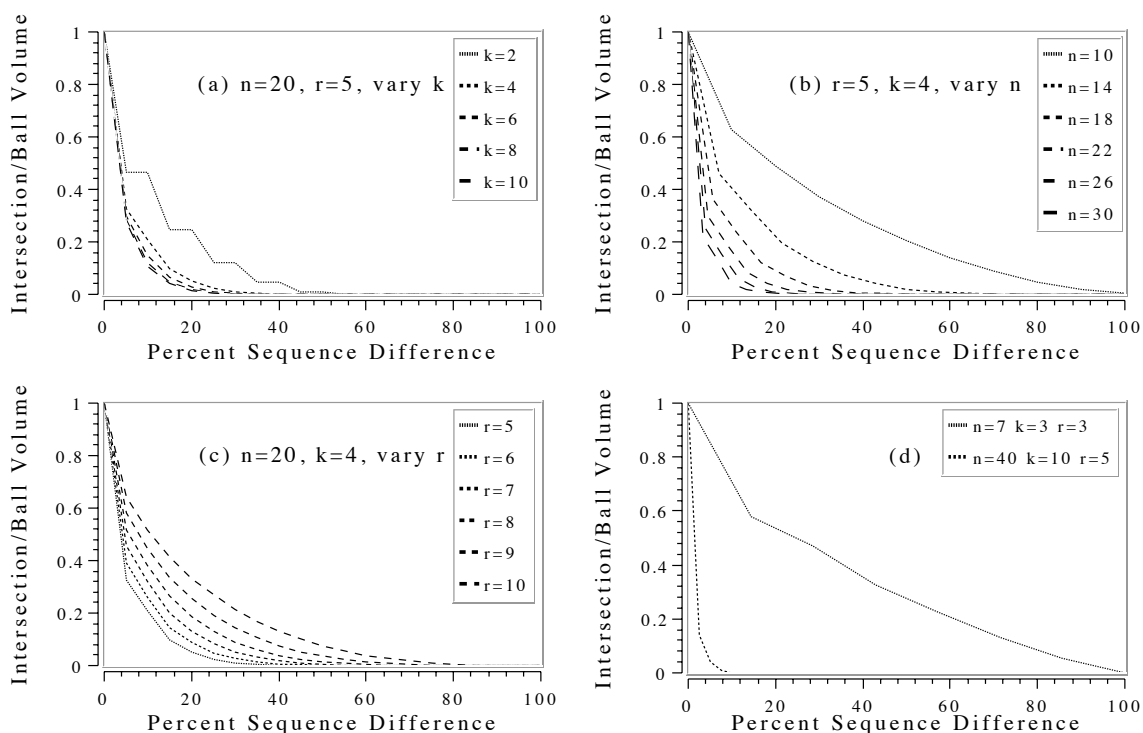 Intersection/Ball Volume
1
0.8
0.6
0.4
0.2
0
(a) n=20, r=5, vary k
k=2
k=4
k=6
k=8
k=10
0 20 40 60 80 100
Percent Sequence Difference
Intersection/Ball Volume
1
0.8
0.6
0.4
0.2
0
(b) r=5, k=4, vary n
n=10
n=14
n=18
n=22
n=26
n=30
0 20 40 60 80 100
Percent Sequence Difference
Intersection/Ball Volume
1
0.8
0.6
0.4
0.2
0
(c) n=20, k=4, vary r
r=5
r=6
r=7
r=8
r=9
r=10
0 20 40 60 80 100
Percent Sequence Difference
Intersection/Ball Volume
1
0.8
0.6
0.4
0.2
0
(d)
n=7 k=3 r=3
n=40 k=10 r=5
0 20 40 60 80 100
Percent Sequence Difference